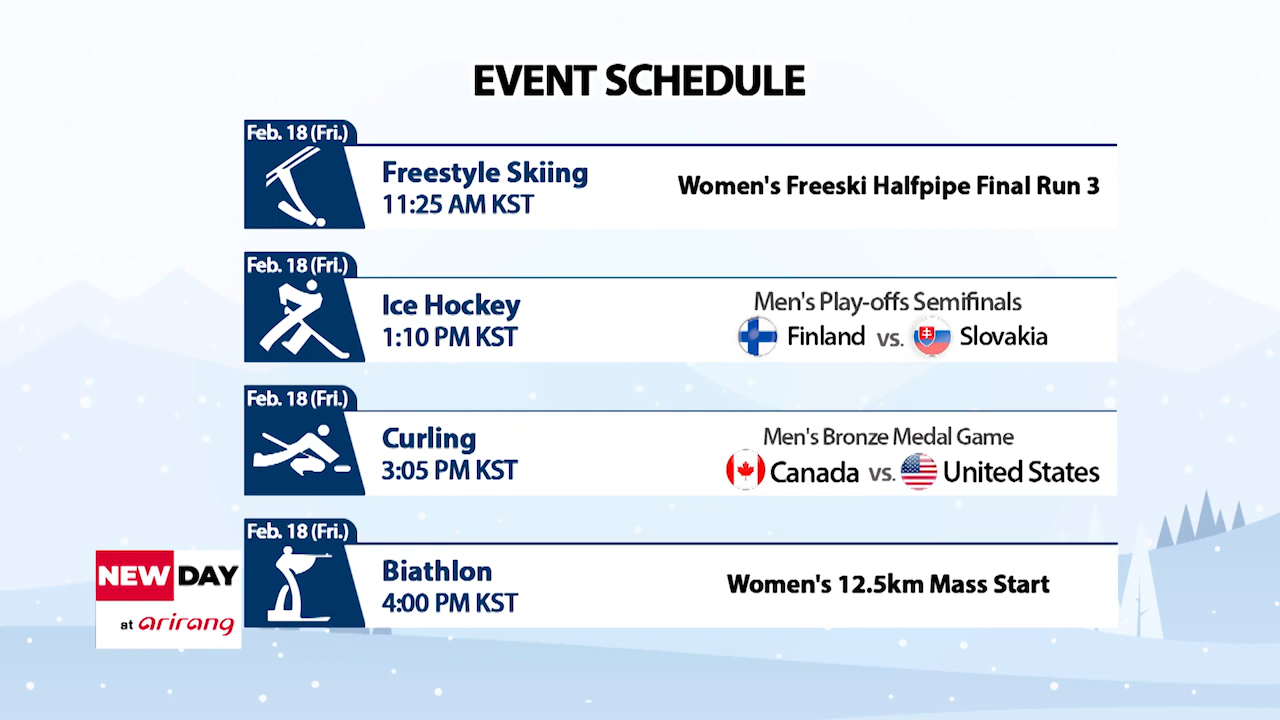 EVENT SCHEDULE
Feb. 18 (Fri.)
Freestyle Skiing
11:25 AM KST
Women's Freeski Halfpipe Final Run 3
Feb. 18 (Fri.)
Ice Hockey
1:10 PM KST
Men's Play-offs Semifinals
Finland vs. Slovakia
Feb. 18 (Fri.)
Curling
3:05 PM KST
Men's Bronze Medal Game
Canada vs. United States
Feb. 18 (Fri.)
Biathlon
4:00 PM KST
Women's 12.5km Mass Start
NEW DAY
at arirang